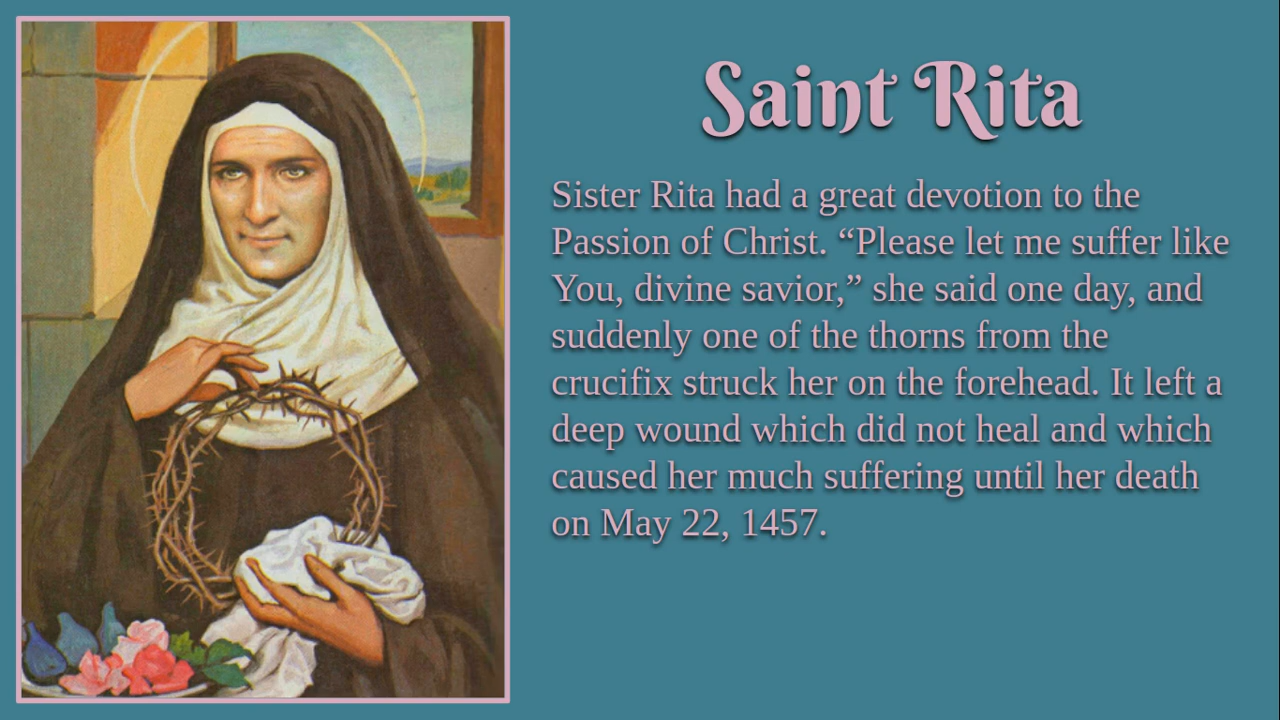 Saint Rita
Sister Rita had a great devotion to the
Passion of Christ. “Please let me suffer like
You, divine savior,” she said one day, and
suddenly one of the thorns from the
crucifix struck her on the forehead. It left a
deep wound which did not heal and which
caused her much suffering until her death
on May 22, 1457.